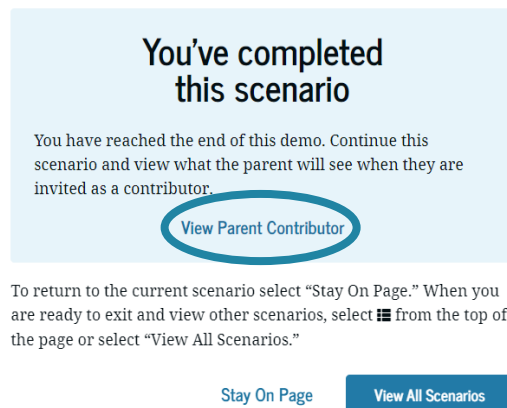 You’ve completed
this scenario
You have reached the end of this demo. Continue this
scenario and view what the parent will see when they are
invited as a contributor.
View Parent Contributor
To return to the current scenario select “Stay On Page.” When you
are ready to exit and view other scenarios, select from the top of
the page or select “View All Scenarios.”
Stay On Page
View All Scenarios